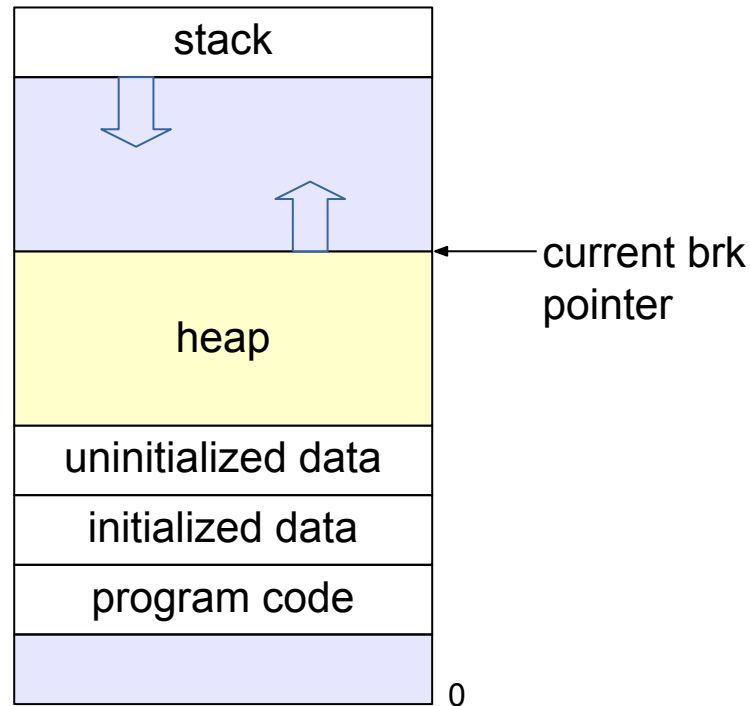 stack
current brk
pointer
heap
uninitialized data
initialized data
program code
0